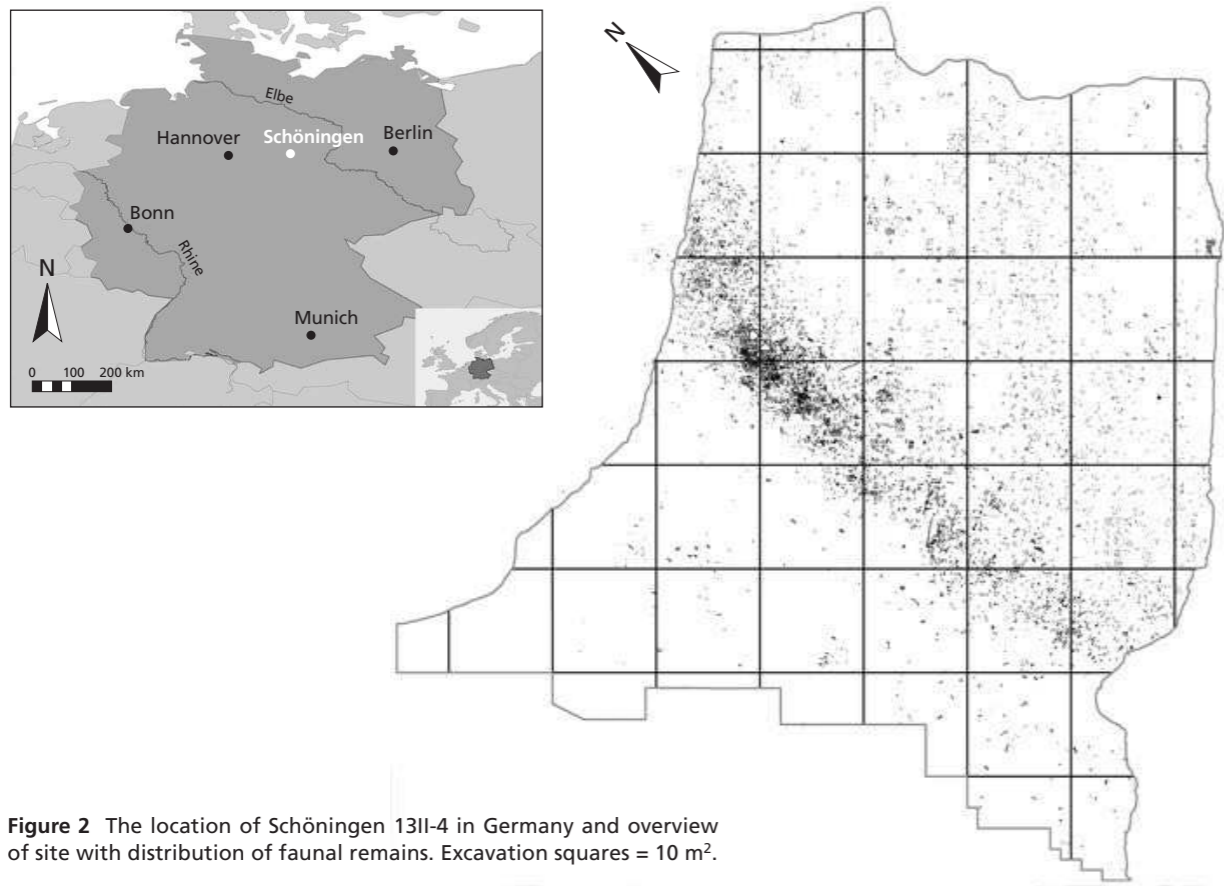 Elbe
Hannover
Schöningen
Berlin
Bonn
Rhine
N
Munich
0 100 200 km
N
Figure 2 The location of Schöningen 13II-4 in Germany and overview
of site with distribution of faunal remains. Excavation squares = 10 m².